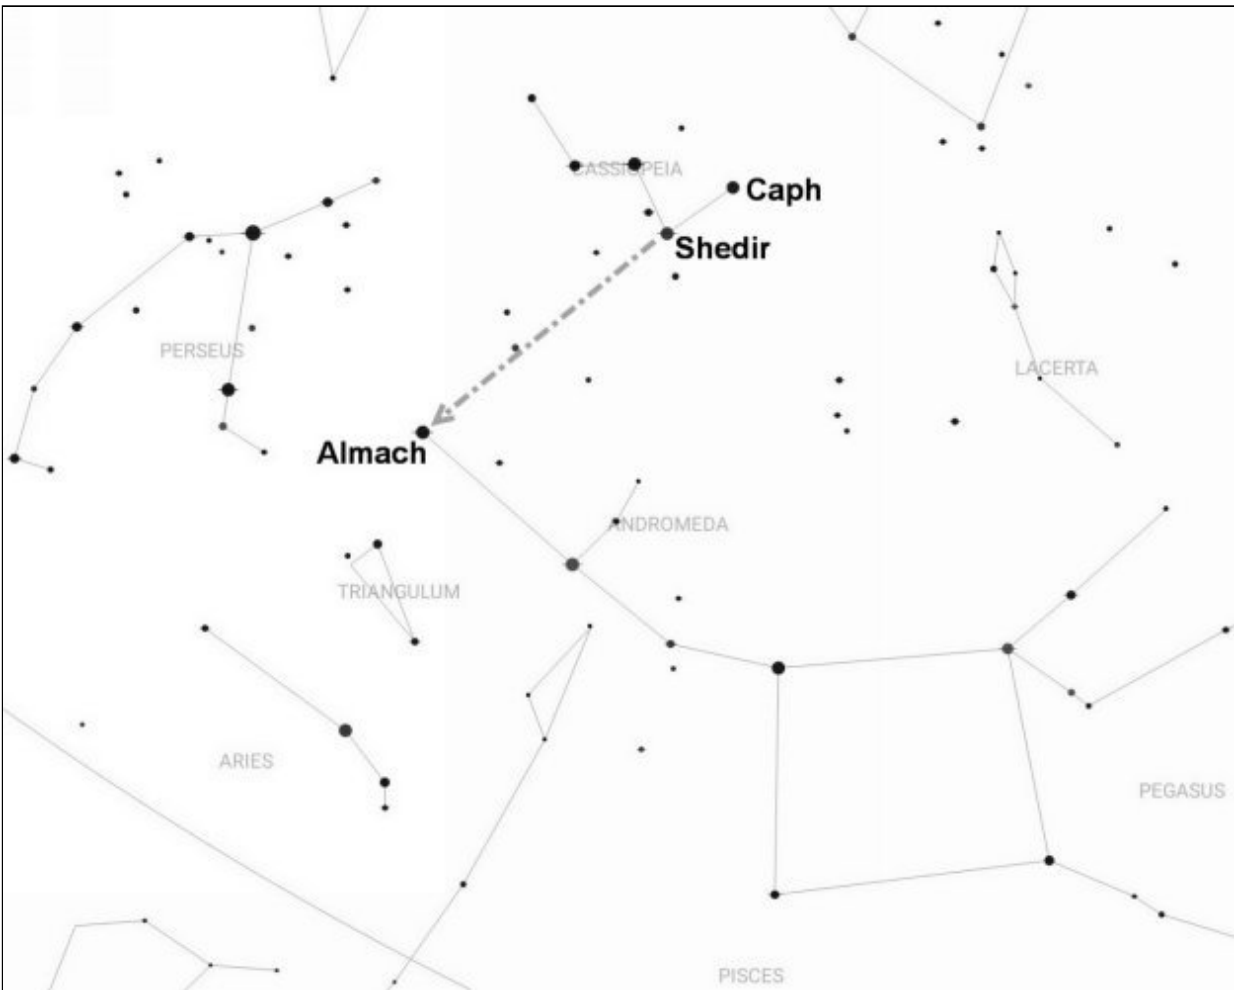 CASSIOPEIA
Caph
Shedir
PERSEUS
LACERTA
Almach
ANDROMEDA
TRIANGULUM
ARIES
PEGASUS
PISCES